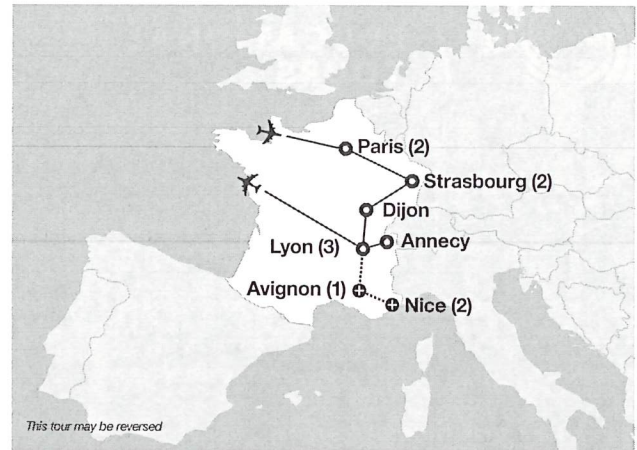 Paris (2)
Strasbourg (2)
Dijon
Lyon (3)
Annecy
Avignon (1)
Nice (2)
This tour may be reversed